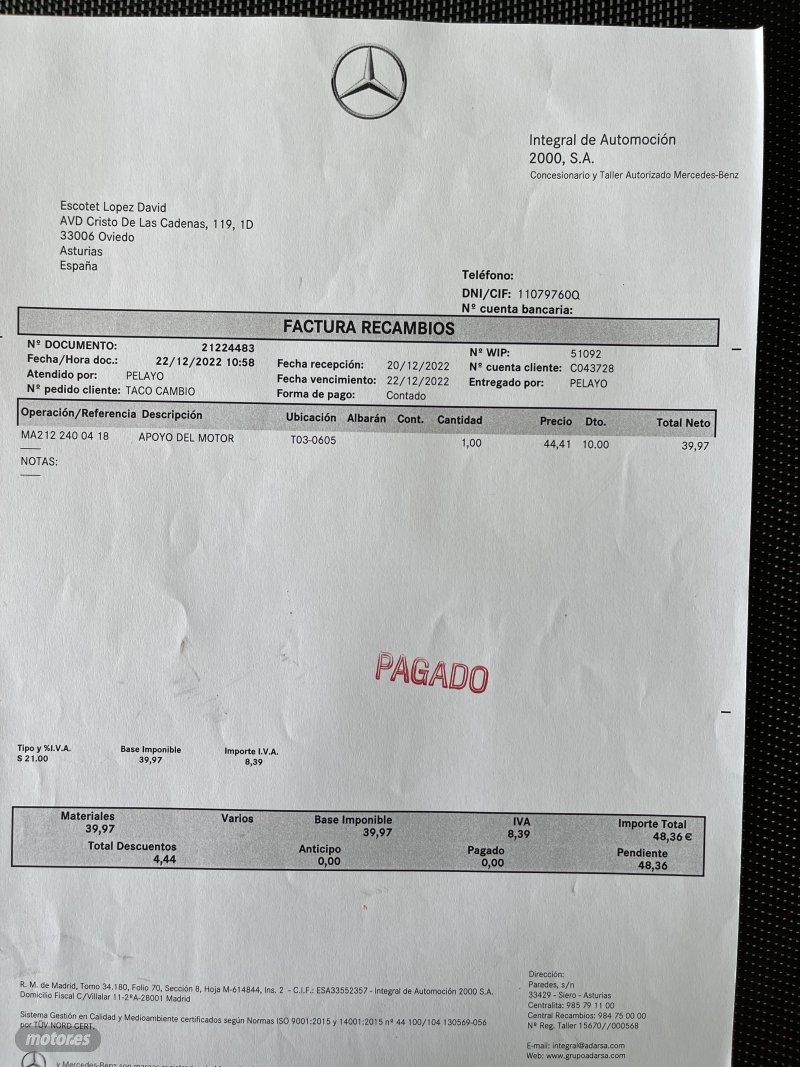 Integral de Automoción
2000, S.A.
Concesionario y Taller Autorizado Mercedes-Benz
Escotet Lopez David
AVD Cristo De Las Cadenas, 119, 1D
33006 Oviedo
Asturias
España
Teléfono:
DNI/CIF: 11079760Q
Nº cuenta bancaria:
FACTURA RECAMBIOS
Nº DOCUMENTO: 21224483
Fecha/Hora doc.: 22/12/2022 10:58
Atendido por: PELAYO
Nº pedido cliente: TACO CAMBIO
Fecha recepción: 20/12/2022
Fecha vencimiento: 22/12/2022
Forma de pago: Contado
Nº WIP: 51092
Nº cuenta cliente: C043728
Entregado por: PELAYO
Operación/Referencia Descripción Ubicación Albarán Cont. Cantidad Precio Dto. Total Neto
MA212 240 04 18 APOYO DEL MOTOR T03-0605 1,00 44,41 10.00 39,97
NOTAS:
PAGADO
Tipo y %I.V.A. Base Imponible Importe I.V.A.
S 21.00 39,97 8,39
Materiales Varios Base Imponible IVA Importe Total
39,97 39,97 8,39 48,36 €
Total Descuentos Anticipo Pagado Pendiente
4,44 0,00 0,00 48,36
R. M. de Madrid, Tomo 34.180, Folio 70, Sección 8, Hoja M-614844, Ins. 2 - C.I.F.: ESA33552357 - Integral de Automoción 2000 S.A.
Domicilio Fiscal C/Villalar 11-2ºA-28001 Madrid
Sistema Gestión en Calidad y Medioambiente certificados según Normas ISO 9001:2015 y 14001:2015 nº 44 100/104 130569-056
por TÜV NORD CERT.
Dirección:
Paredes, s/n
33429 - Siero - Asturias
Centralita: 985 79 11 00
Central Recambios: 984 75 00 00
Nº Reg. Taller 15670//000568
E-mail: integral@adarsa.com
Web: www.grupoadarsa.com
motor.es
y Mercedes-Benz son marcas